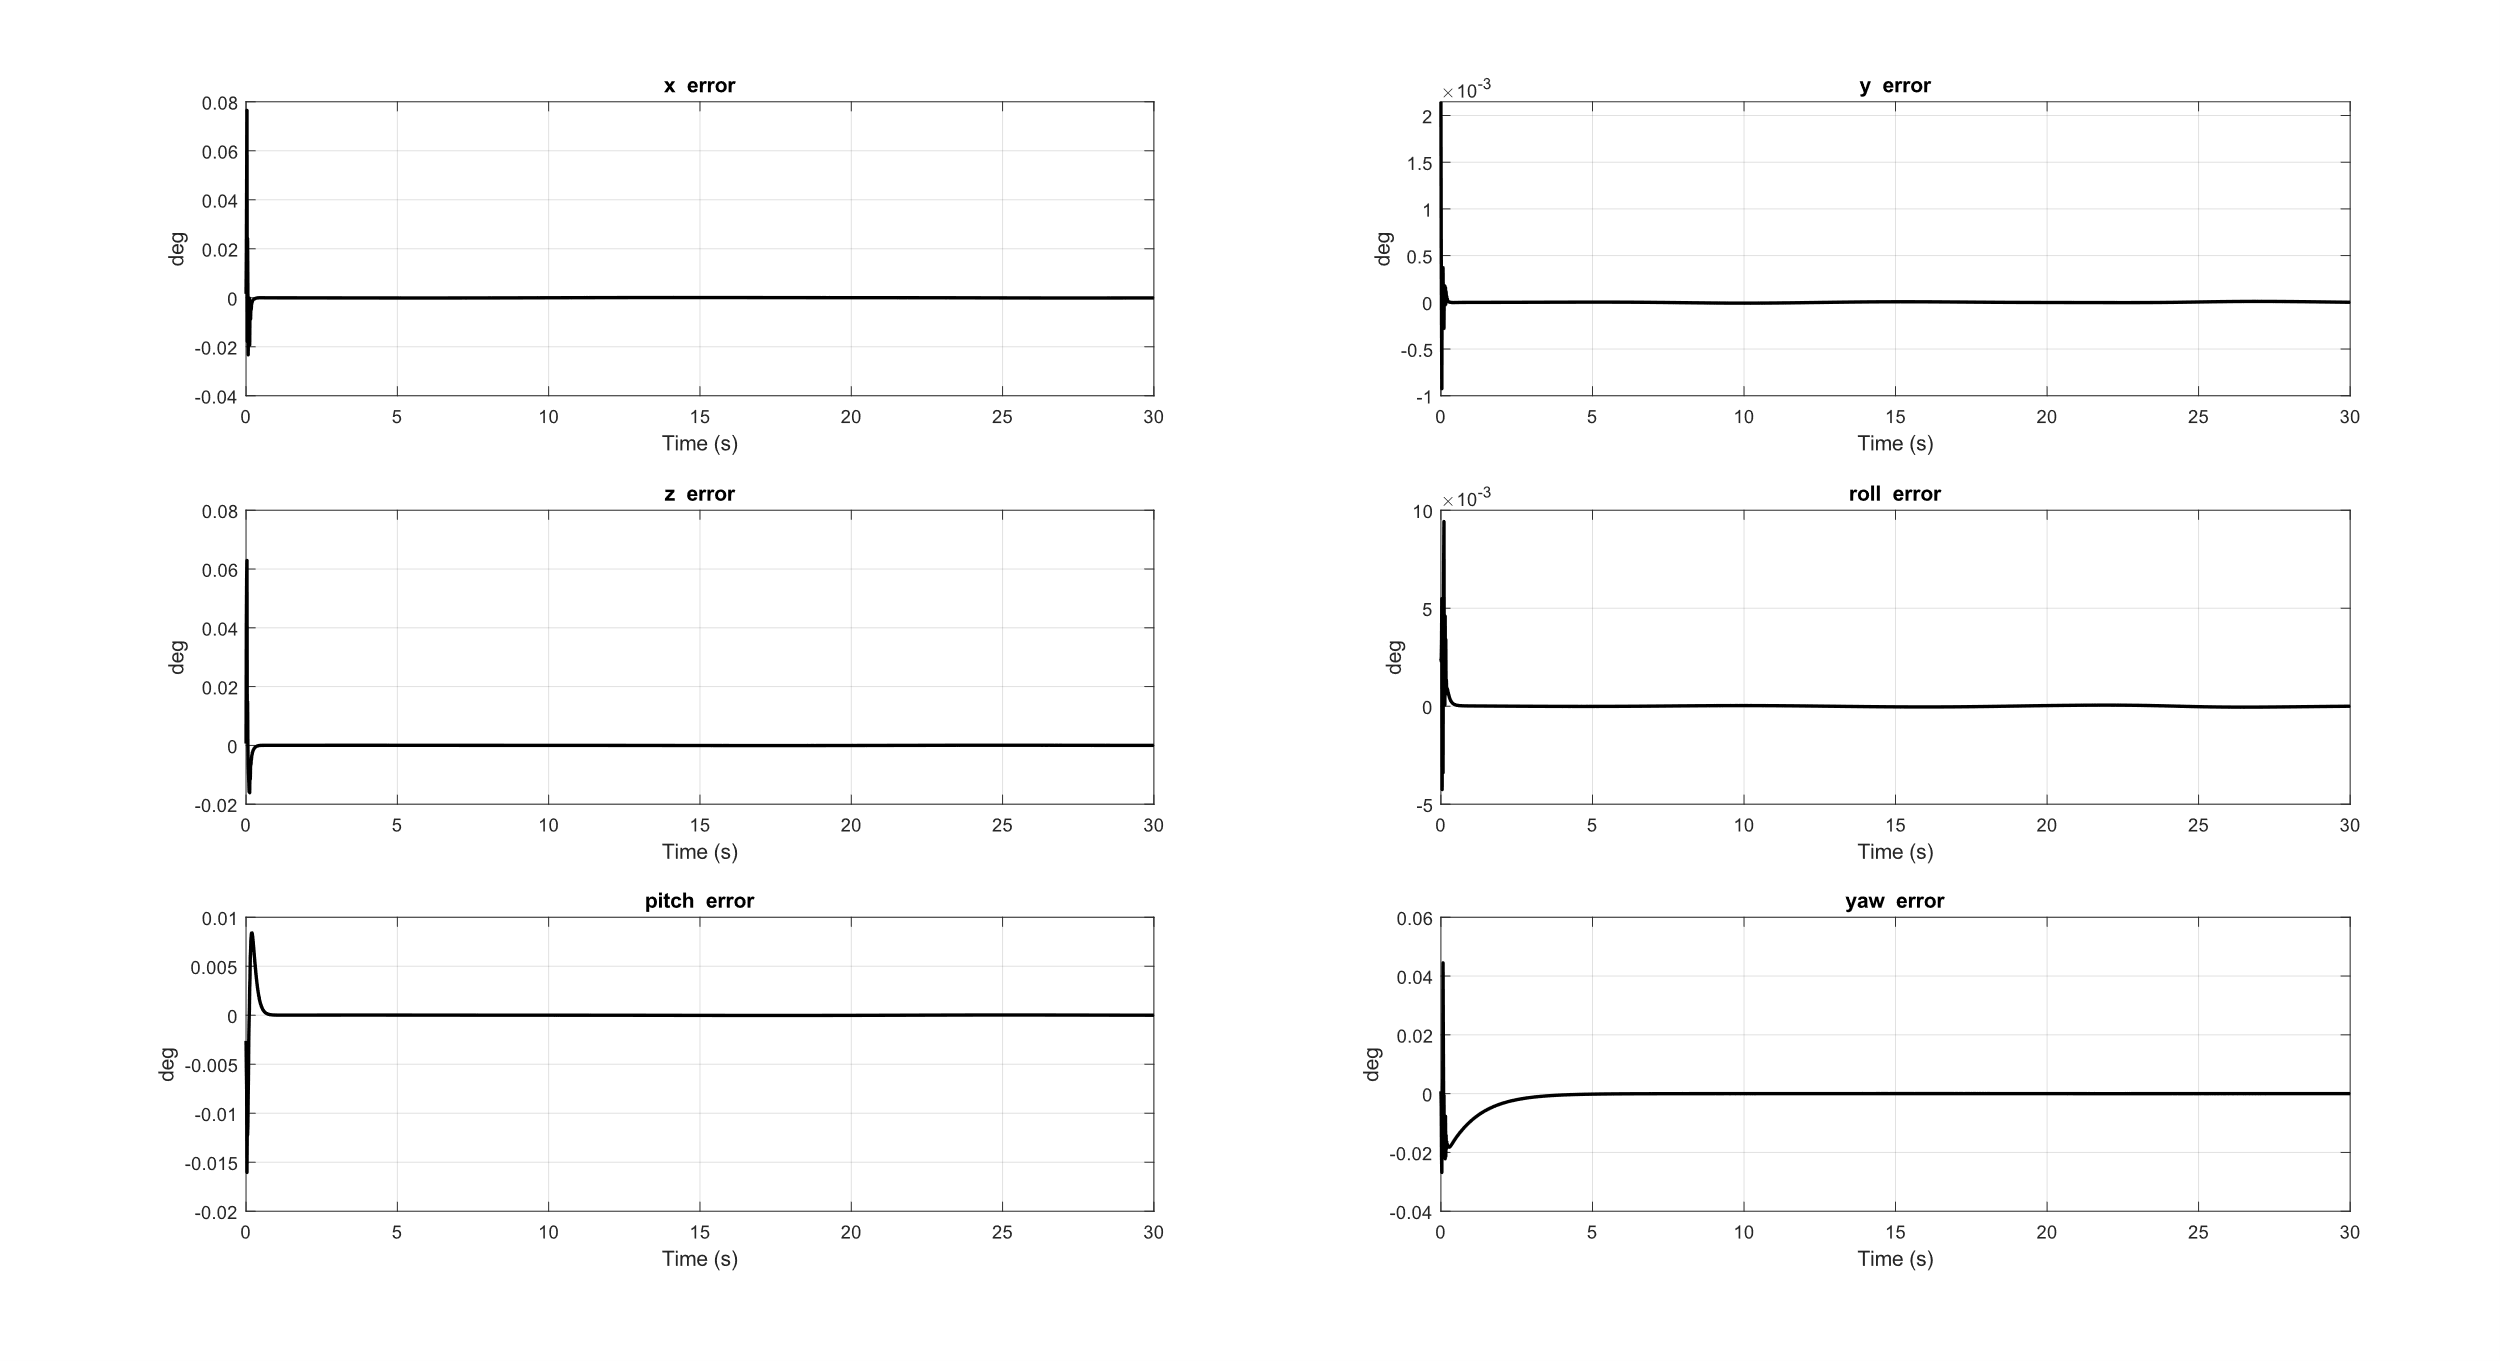 x error
0.08
0.06
0.04
0.02
0
-0.02
-0.04
deg
0 5 10 15 20 25 30
Time (s)
y error
×10-3
2
1.5
1
0.5
0
-0.5
-1
deg
0 5 10 15 20 25 30
Time (s)
z error
0.08
0.06
0.04
0.02
0
-0.02
deg
0 5 10 15 20 25 30
Time (s)
roll error
×10-3
10
5
0
-5
deg
0 5 10 15 20 25 30
Time (s)
pitch error
0.01
0.005
0
-0.005
-0.01
-0.015
-0.02
deg
0 5 10 15 20 25 30
Time (s)
yaw error
0.06
0.04
0.02
0
-0.02
-0.04
deg
0 5 10 15 20 25 30
Time (s)